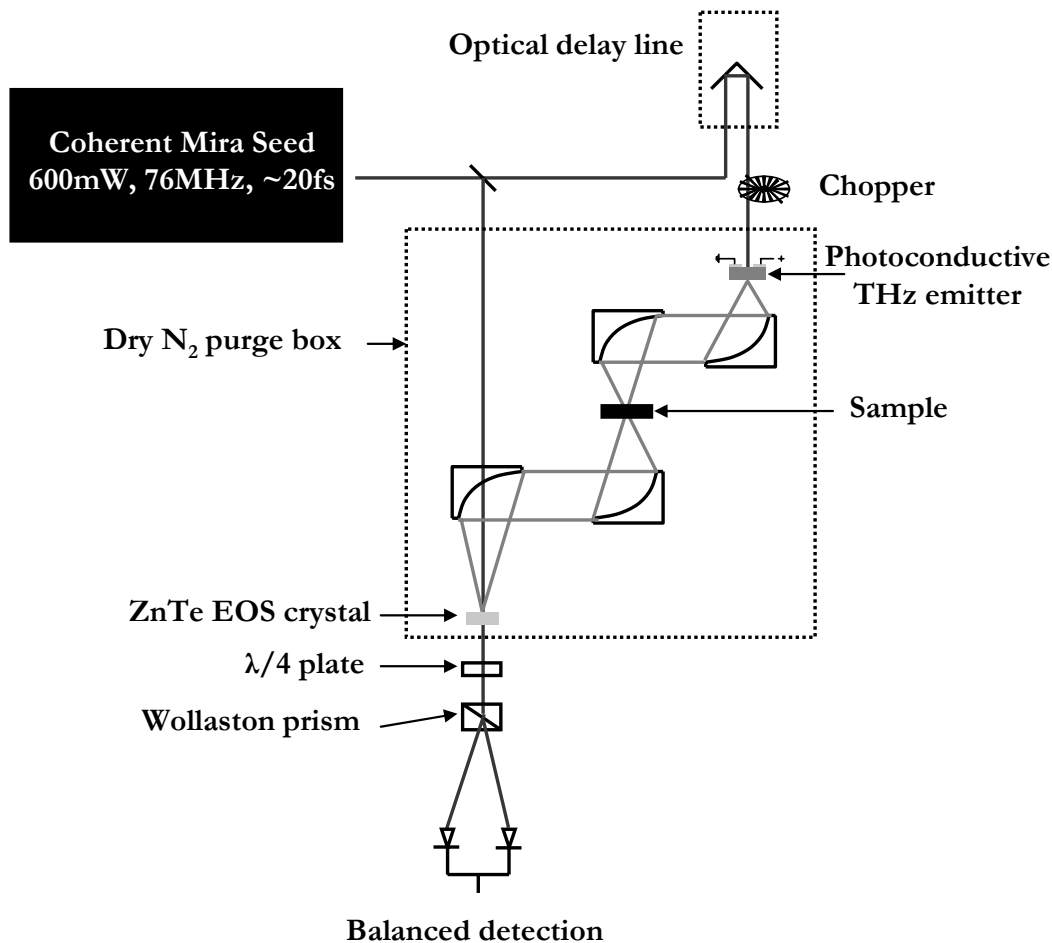 Optical delay line
Coherent Mira Seed
600mW, 76MHz, ~20fs
Chopper
Photoconductive
THz emitter
+
Dry N₂ purge box
Sample
ZnTe EOS crystal
λ/4 plate
Wollaston prism
Balanced detection